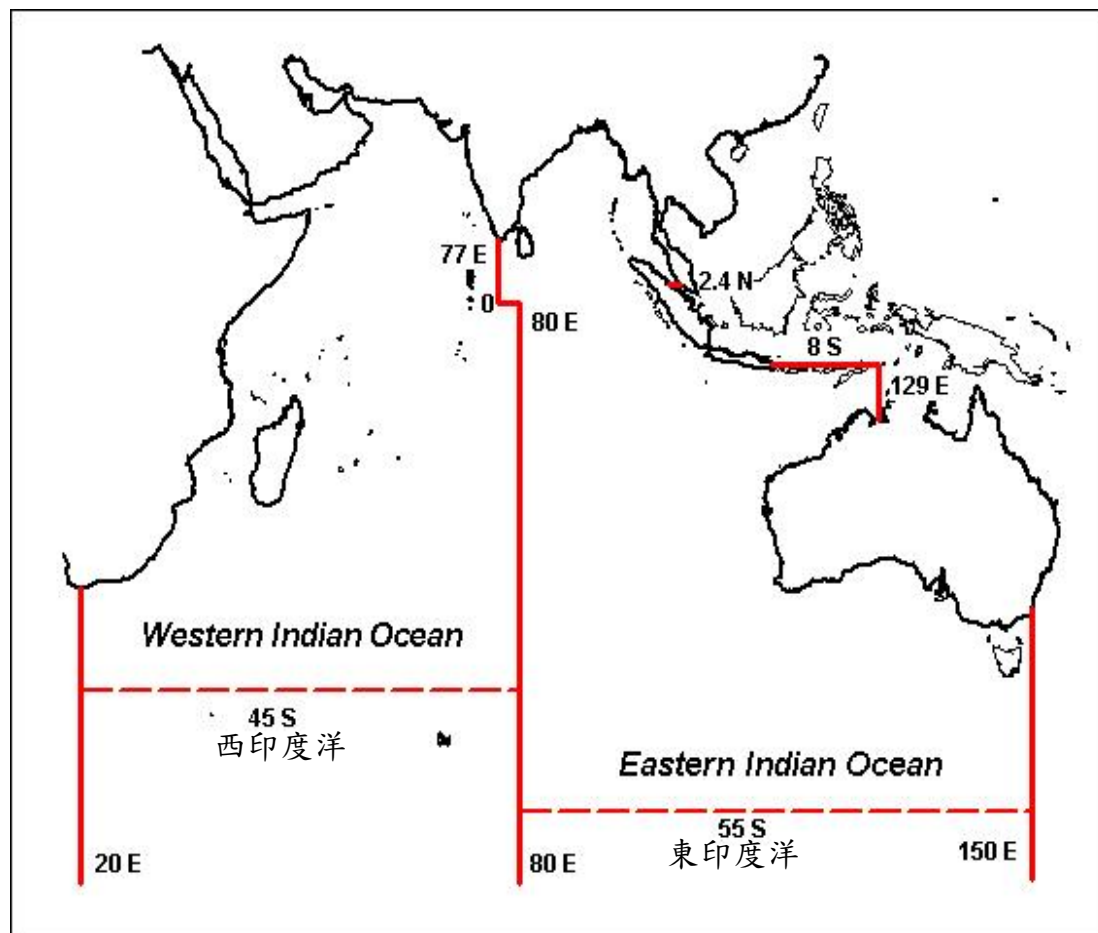 77 E
2.4 N
0
80 E
8 S
129 E
Western Indian Ocean
45 S
西印度洋
Eastern Indian Ocean
55 S
東印度洋
20 E
80 E
150 E